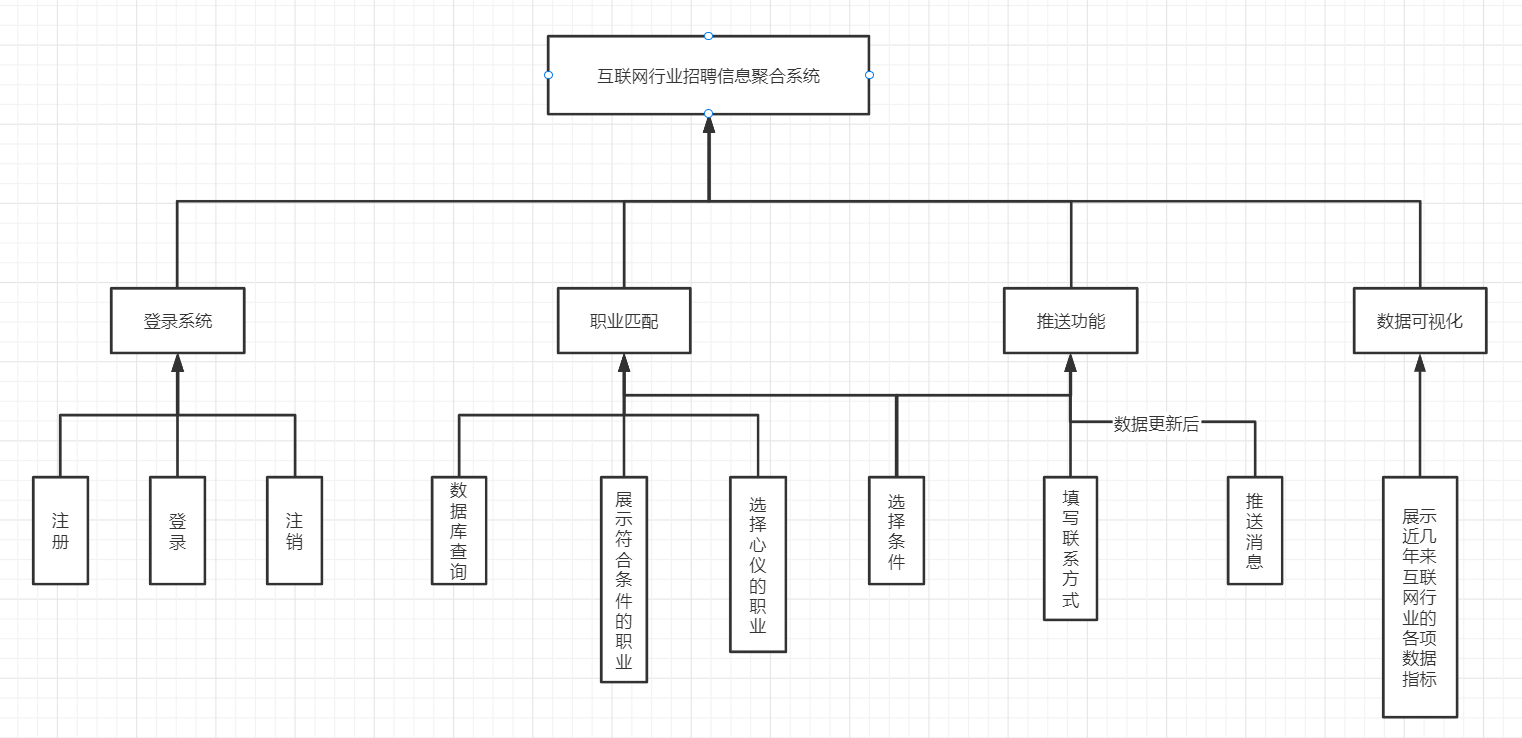 互联网行业招聘信息聚合系统
登录系统
职业匹配
推送功能
数据可视化
数据更新后
注册
登录
注销
数据库查询
展示符合条件的职业
选择心仪的职业
选择条件
填写联系方式
推送消息
展示
近几
年来
互联
网行
业的
各项
数据
指标